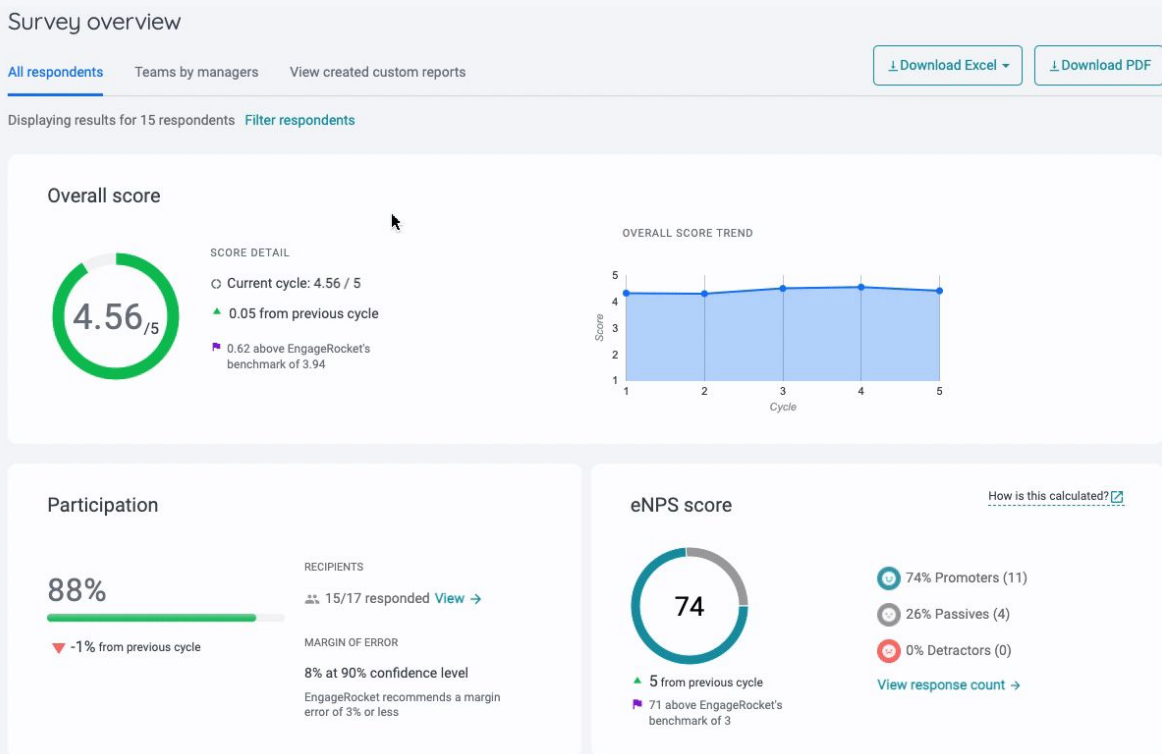 Survey overview
All respondents
Teams by managers
View created custom reports
Download Excel
Download PDF
Displaying results for 15 respondents Filter respondents
Overall score
4.56/5
SCORE DETAIL
Current cycle: 4.56 / 5
0.05 from previous cycle
0.62 above EngageRocket's
benchmark of 3.94
OVERALL SCORE TREND
5
4
3
2
1
Score
1 2 3 4 5
Cycle
Participation
88%
-1% from previous cycle
RECIPIENTS
15/17 responded View →
MARGIN OF ERROR
8% at 90% confidence level
EngageRocket recommends a margin
error of 3% or less
eNPS score
How is this calculated?
74
5 from previous cycle
71 above EngageRocket's
benchmark of 3
74% Promoters (11)
26% Passives (4)
0% Detractors (0)
View response count →